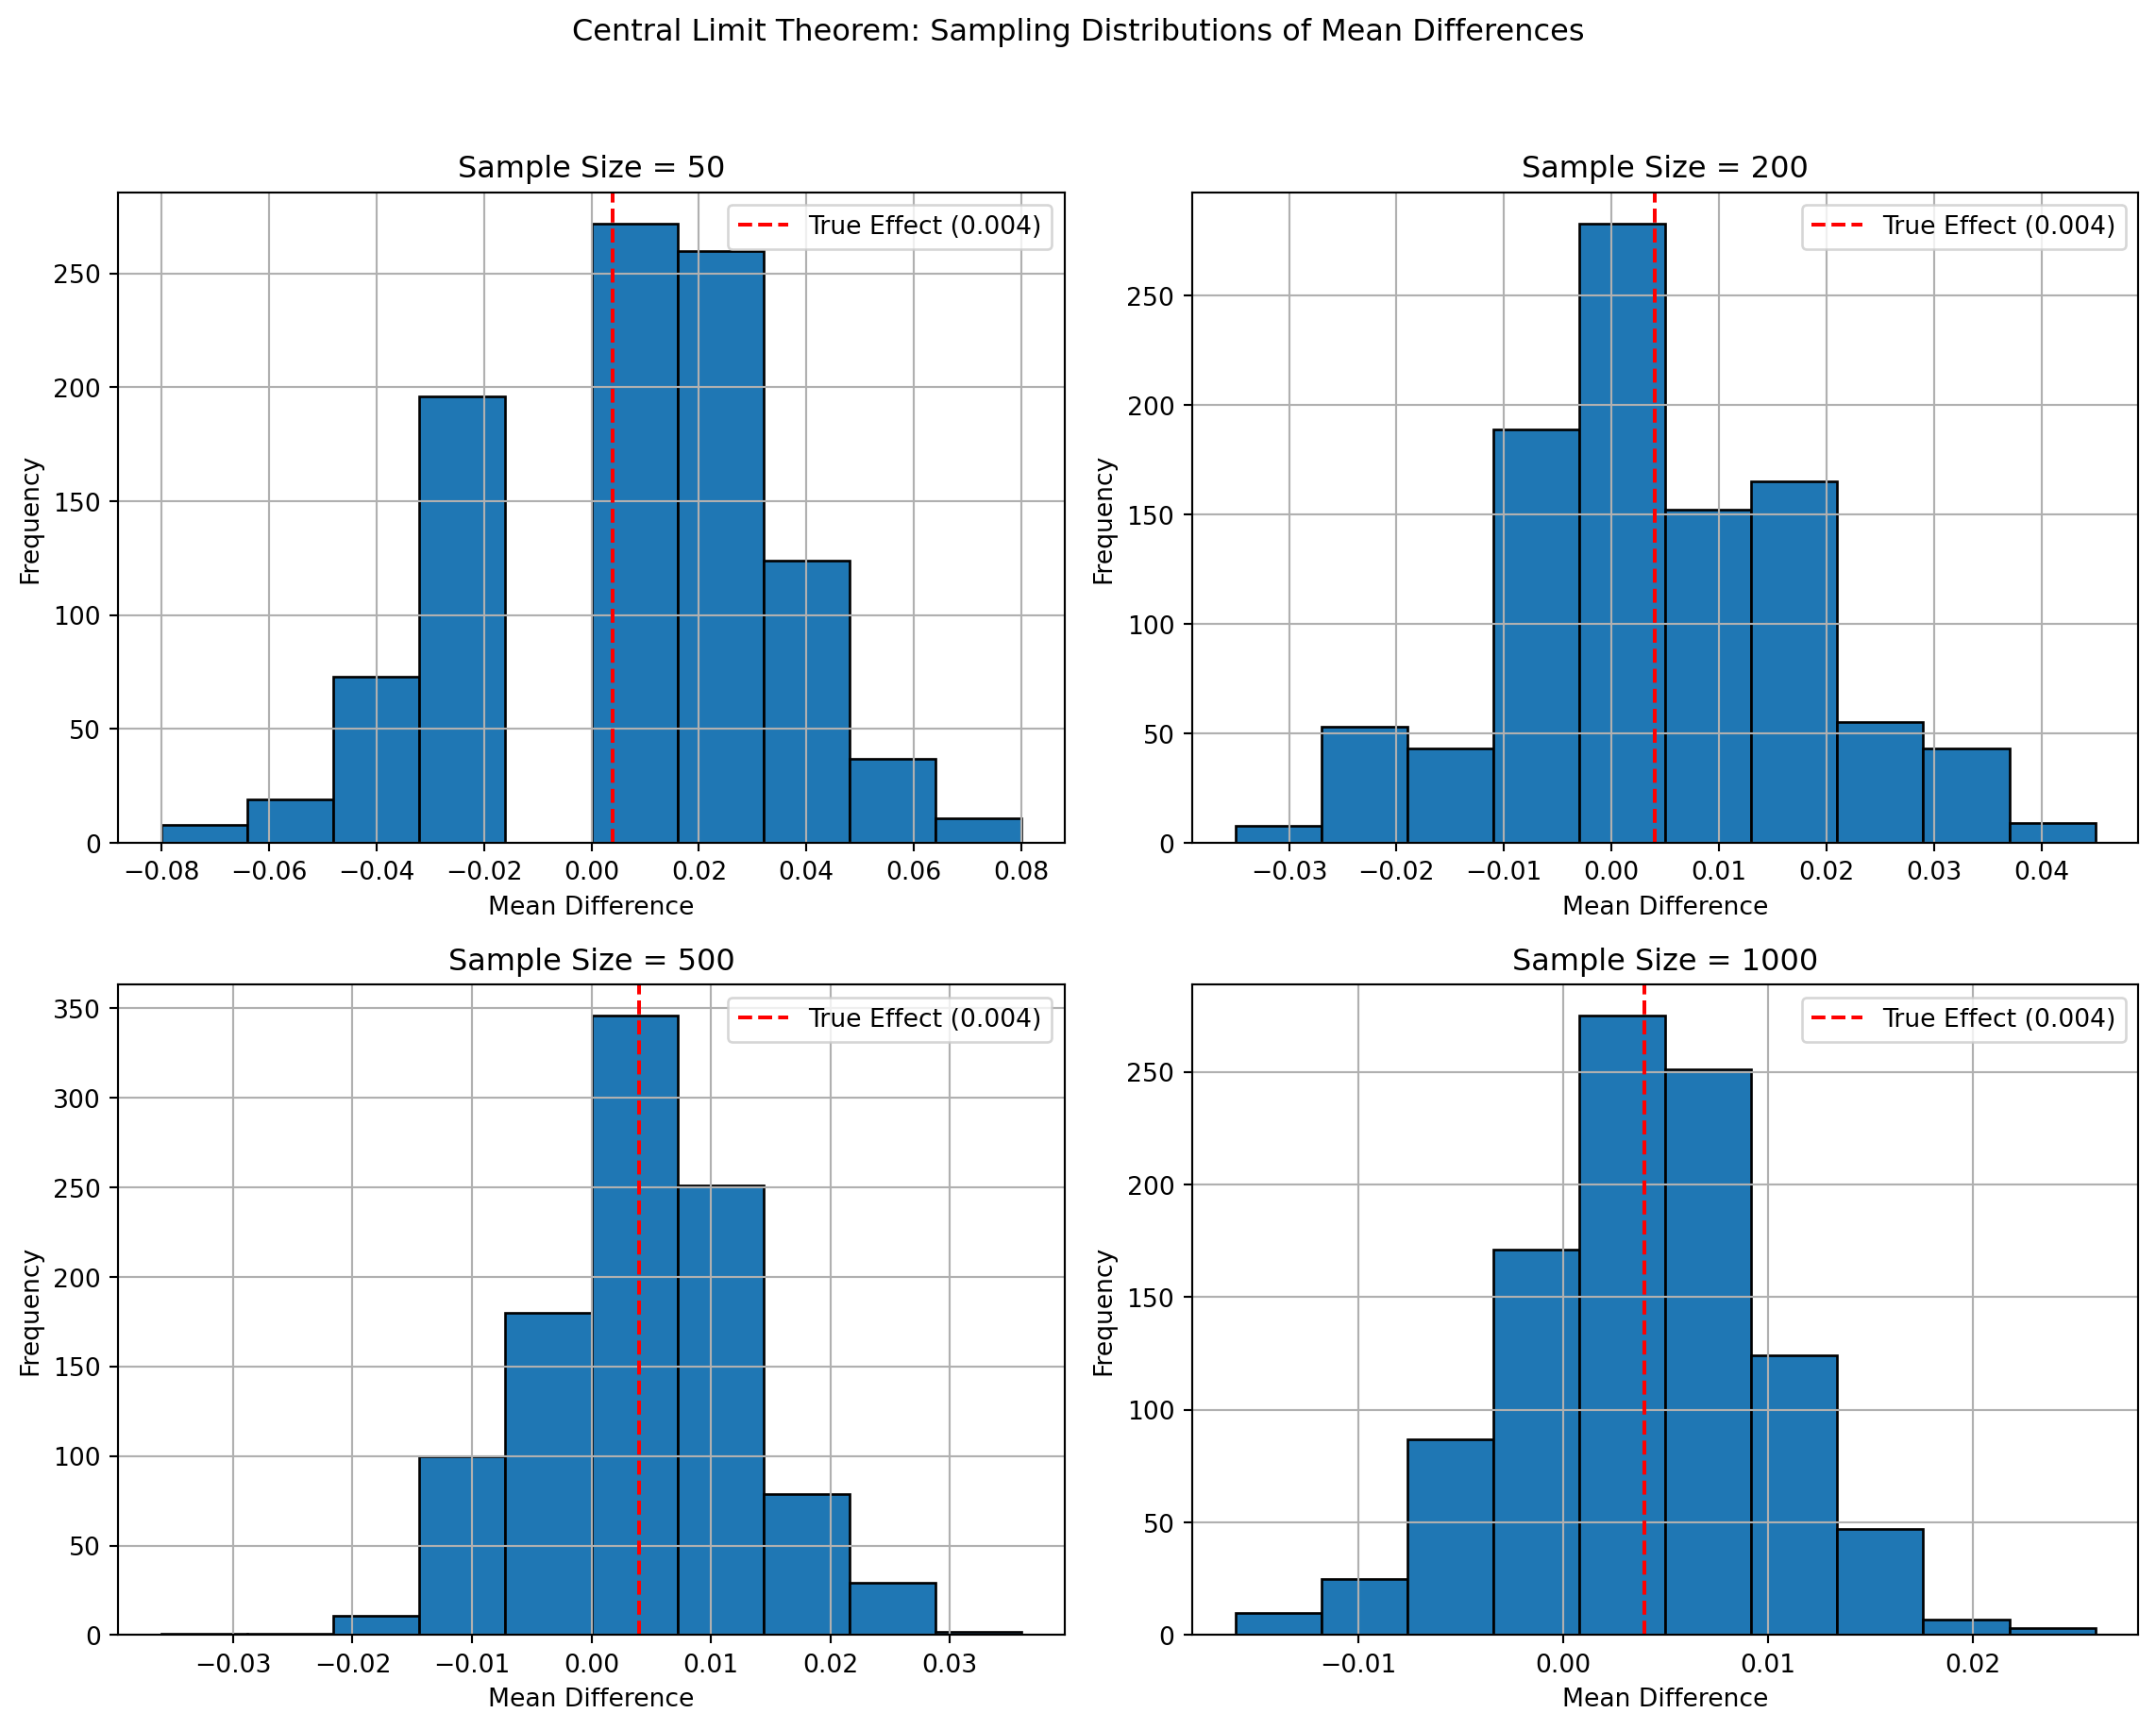 Central Limit Theorem: Sampling Distributions of Mean Differences
Sample Size = 50
True Effect (0.004)
Frequency
250
200
150
100
50
0
−0.08 −0.06 −0.04 −0.02 0.00 0.02 0.04 0.06 0.08
Mean Difference
Sample Size = 200
True Effect (0.004)
Frequency
250
200
150
100
50
0
−0.03 −0.02 −0.01 0.00 0.01 0.02 0.03 0.04
Mean Difference
Sample Size = 500
True Effect (0.004)
Frequency
350
300
250
200
150
100
50
0
−0.03 −0.02 −0.01 0.00 0.01 0.02 0.03
Mean Difference
Sample Size = 1000
True Effect (0.004)
Frequency
250
200
150
100
50
0
−0.01 0.00 0.01 0.02
Mean Difference